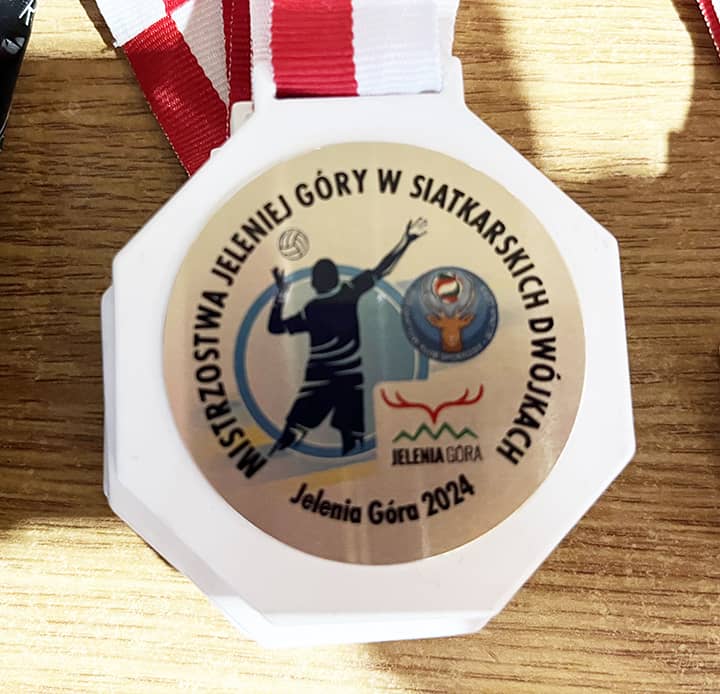 MISTRZOSTWA JELENIEJ GÓRY W SIATKARSKICH DWÓJKACH
JELENIA GÓRA
Jelenia Góra 2024